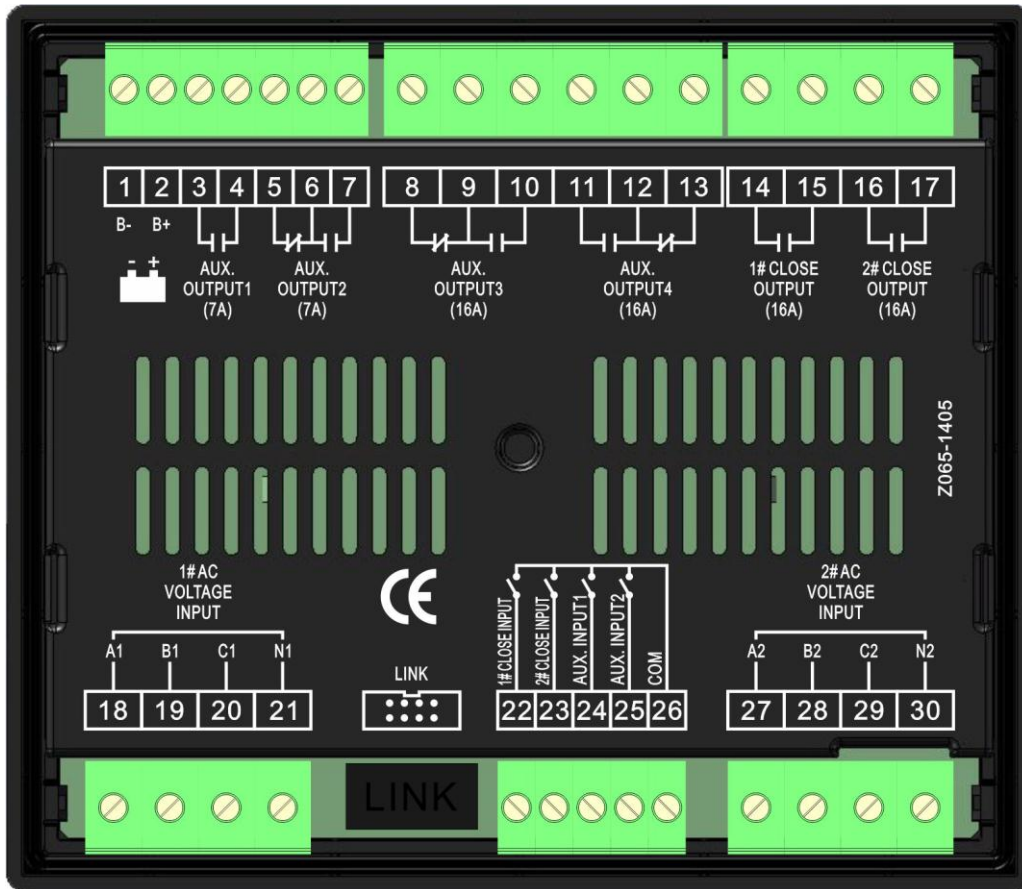 1 2 3 4 5 6 7 8 9 10 11 12 13 14 15 16 17
B- B+
- +
AUX.
OUTPUT1
(7A)
AUX.
OUTPUT2
(7A)
AUX.
OUTPUT3
(16A)
AUX.
OUTPUT4
(16A)
1# CLOSE
OUTPUT
(16A)
2# CLOSE
OUTPUT
(16A)
Z065-1405
1# AC
VOLTAGE
INPUT
A1 B1 C1 N1
18 19 20 21
CE
LINK
1# CLOSE INPUT
2# CLOSE INPUT
AUX. INPUT1
AUX. INPUT2
COM
22 23 24 25 26
2# AC
VOLTAGE
INPUT
A2 B2 C2 N2
27 28 29 30
LINK